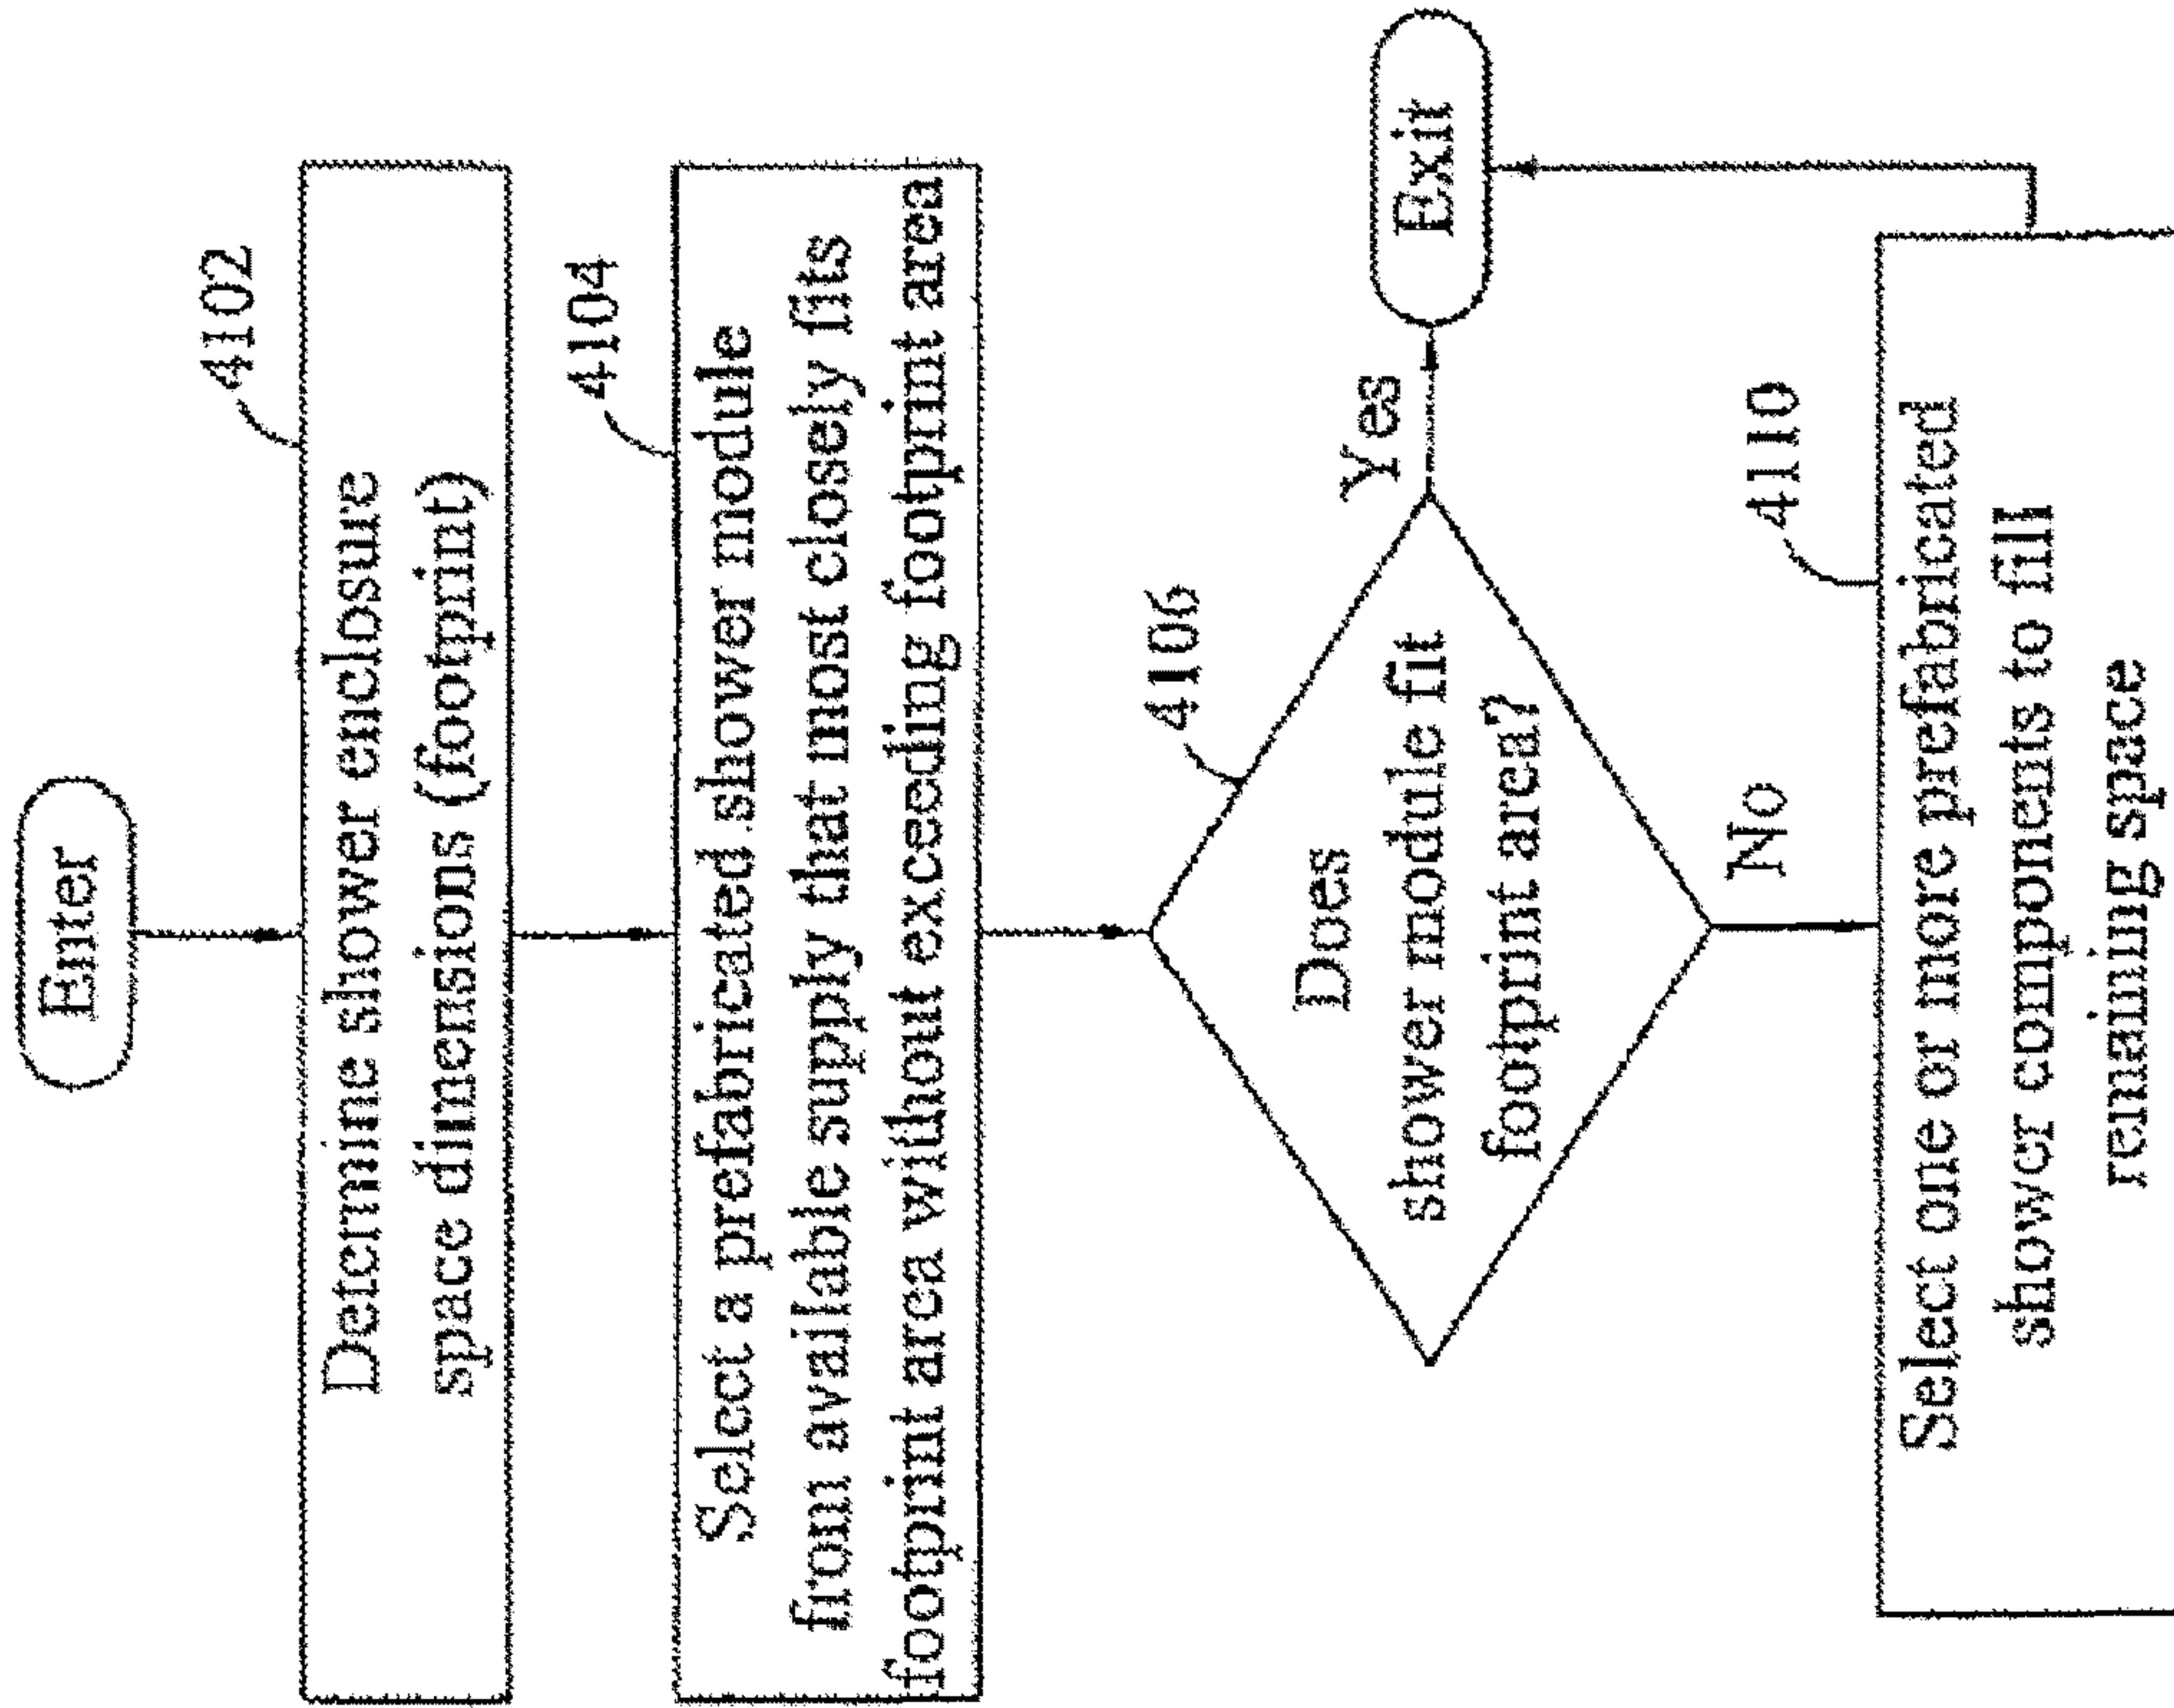 Enter
4102
Determine shower enclosure
space dimensions (footprint)
4104
Select a prefabricated shower module
from available supply that most closely fits
footprint area without exceeding footprint area
4106
Does
shower module fit
footprint area?
Yes
Exit
No
4110
Select one or more prefabricated
shower components to fill
remaining space